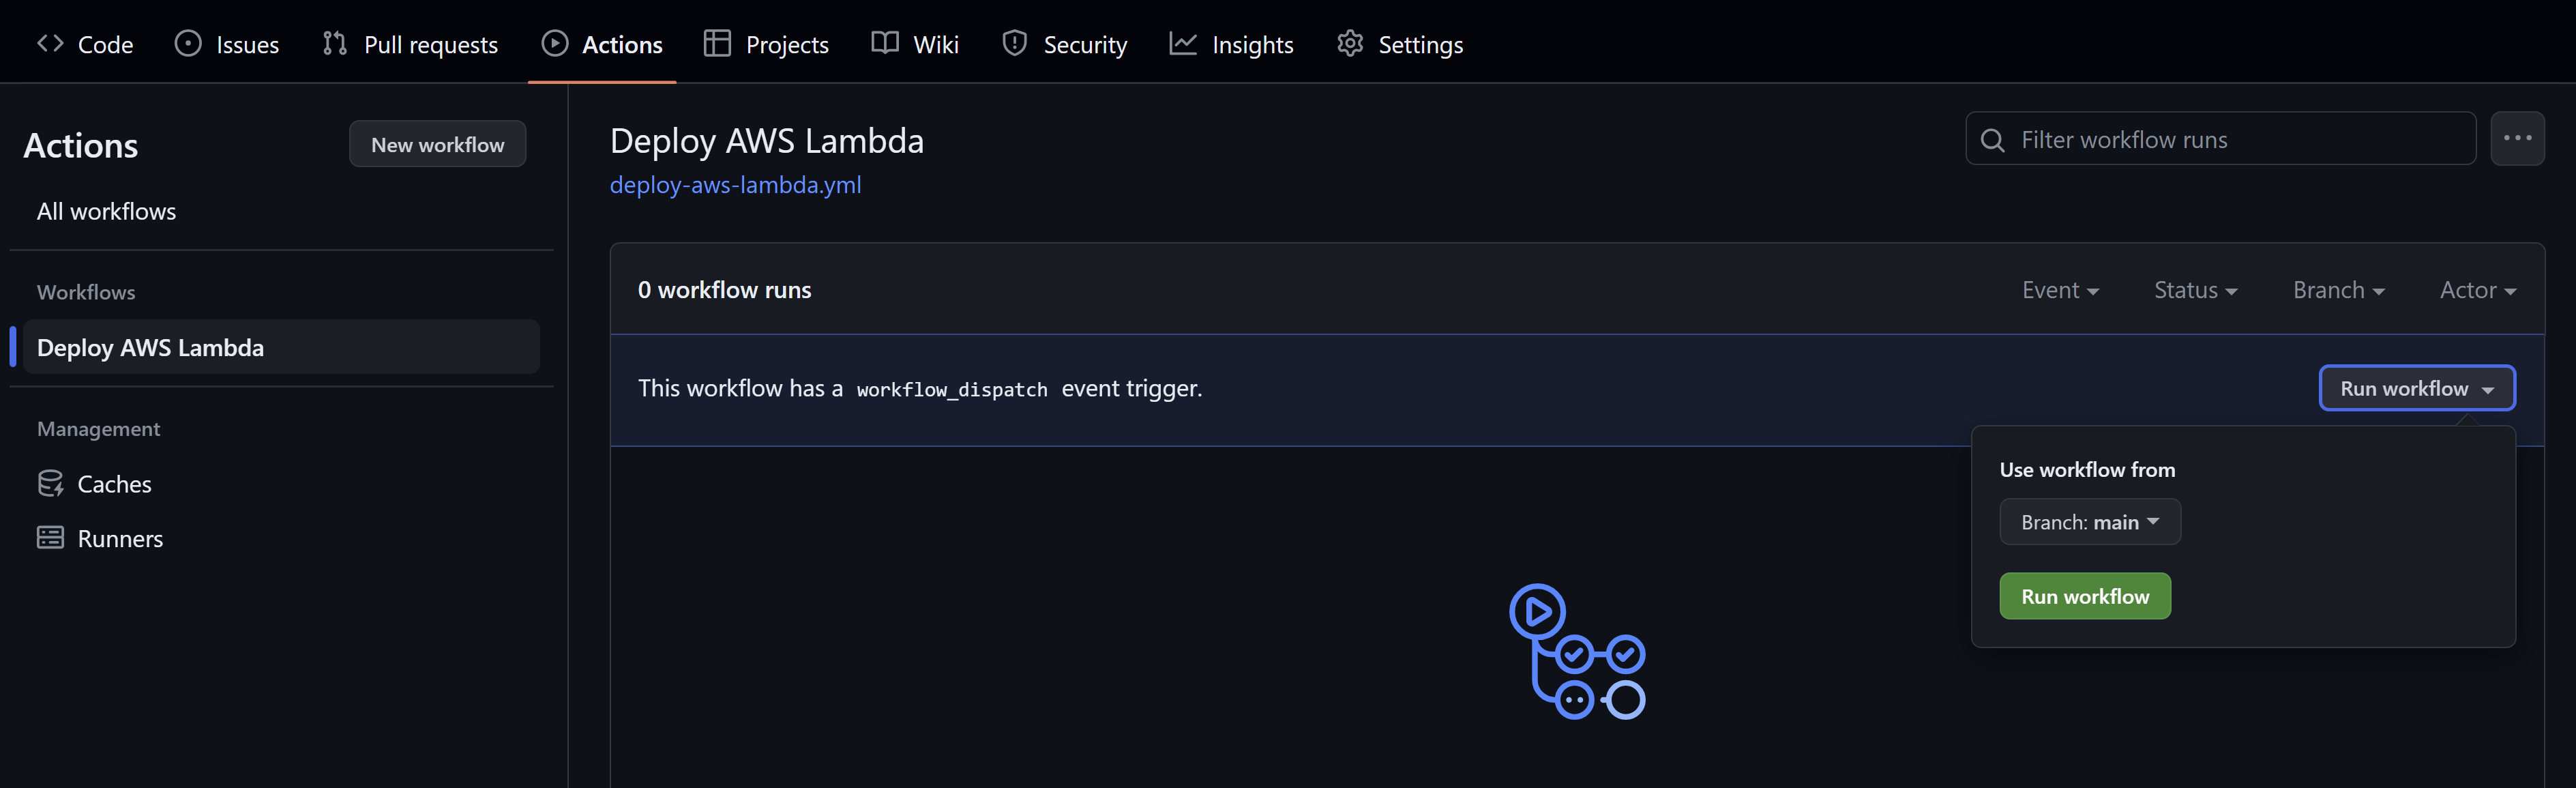 Code Issues Pull requests Actions Projects Wiki Security Insights Settings
Actions
New workflow
All workflows
Workflows
Deploy AWS Lambda
Management
Caches
Runners
Deploy AWS Lambda
deploy-aws-lambda.yml
Filter workflow runs
0 workflow runs
Event Status Branch Actor
This workflow has a workflow_dispatch event trigger.
Run workflow
Use workflow from
Branch: main
Run workflow